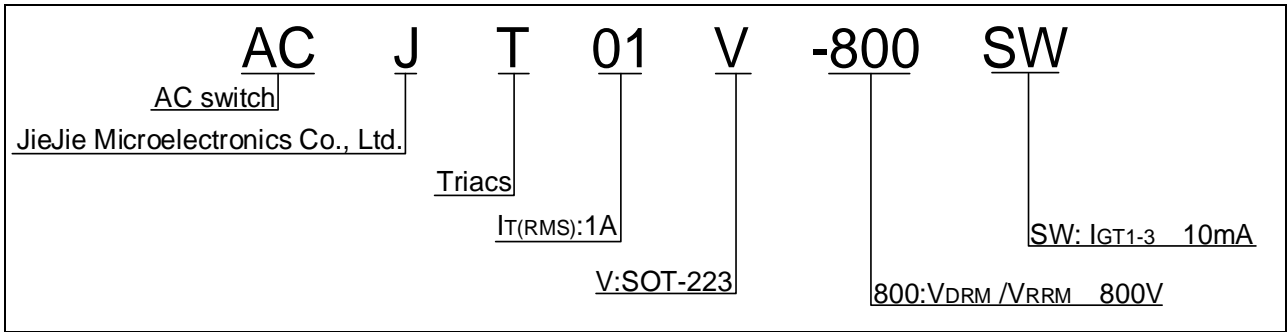 AC J T 01 V -800 SW
AC switch
JieJie Microelectronics Co., Ltd.
Triacs
IT(RMS):1A
SW: IGT1-3 10mA
V:SOT-223
800:VDRM /VRRM 800V